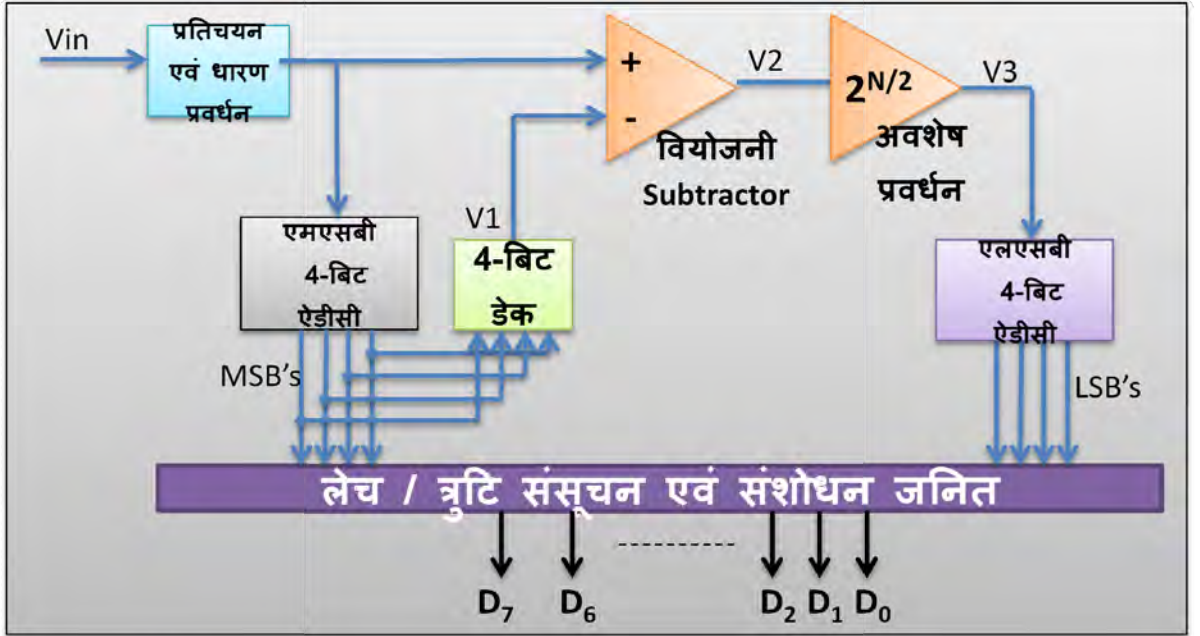 Vin
प्रतिचयन
एवं धारण
प्रवर्धन
+
-
V2
2^N/2
V3
वियोजनी
Subtractor
अवशेष
प्रवर्धन
एमएसबी
4-बिट
ऐडीसी
V1
4-बिट
डेक
एलएसबी
4-बिट
ऐडीसी
MSB's
LSB's
लेच / त्रुटि संसूचन एवं संशोधन जनित
D7 D6 ---------- D2 D1 D0